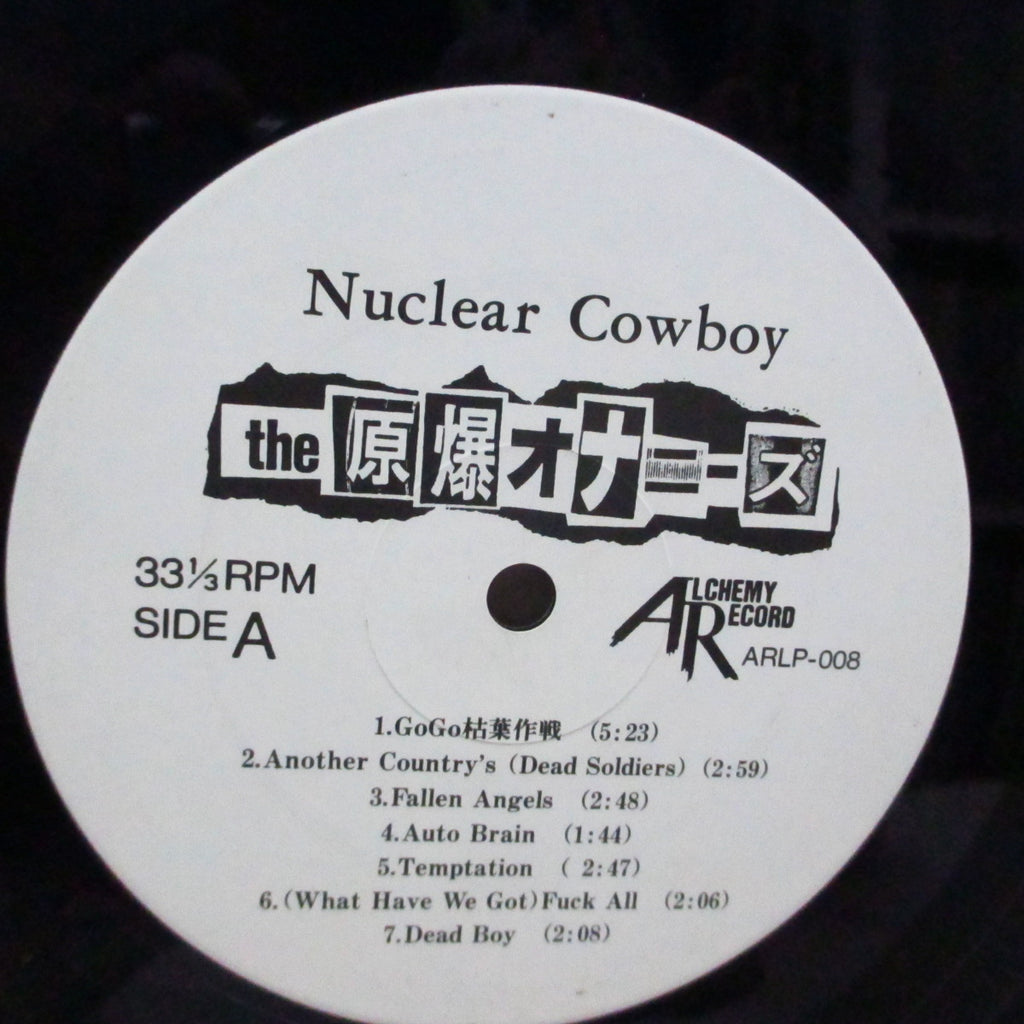 Nuclear Cowboy
the 原爆オナニーズ
33⅓RPM
SIDE A
ALCHEMY
RECORD
ARLP-008
1.GoGo枯葉作戦 (5:23)
2.Another Country's (Dead Soldiers) (2:59)
3.Fallen Angels (2:48)
4.Auto Brain (1:44)
5.Temptation ( 2:47)
6.(What Have We Got)Fuck All (2:06)
7.Dead Boy (2:08)